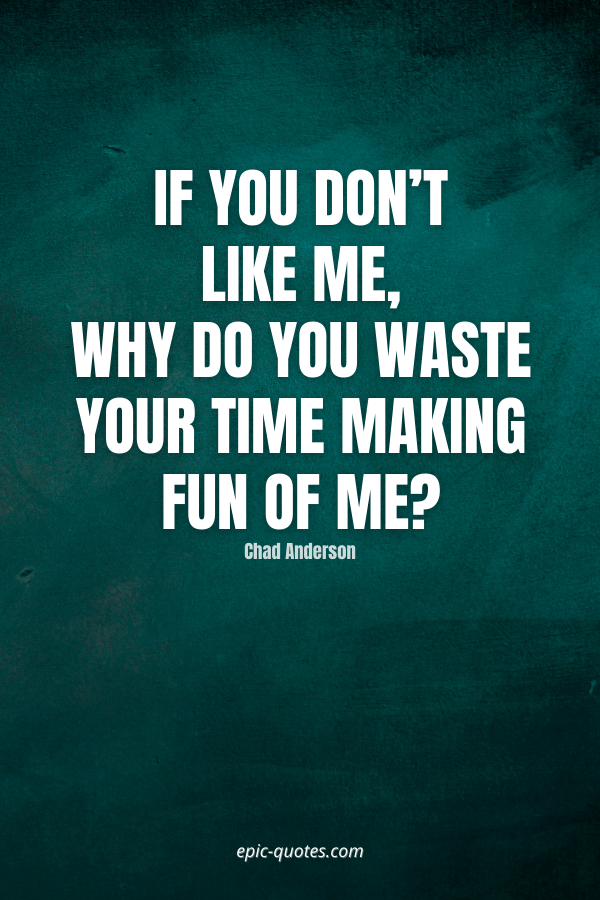 IF YOU DON’T
LIKE ME,
WHY DO YOU WASTE
YOUR TIME MAKING
FUN OF ME?
Chad Anderson
epic-quotes.com